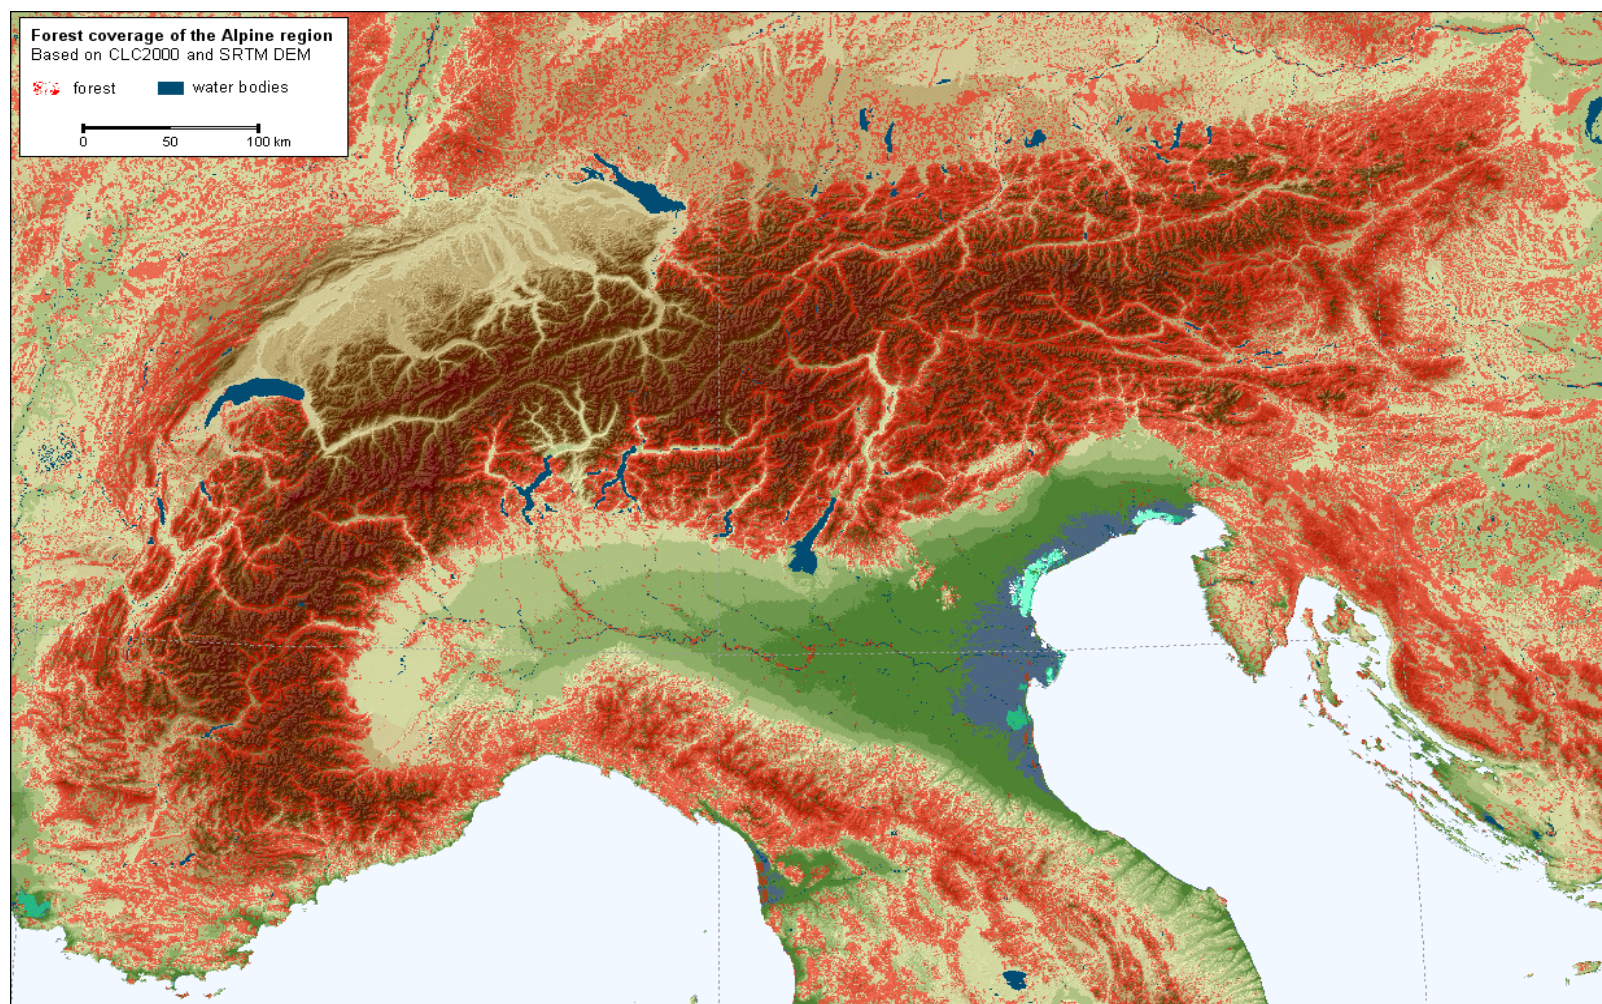 Forest coverage of the Alpine region
Based on CLC2000 and SRTM DEM
forest water bodies
0 50 100 km